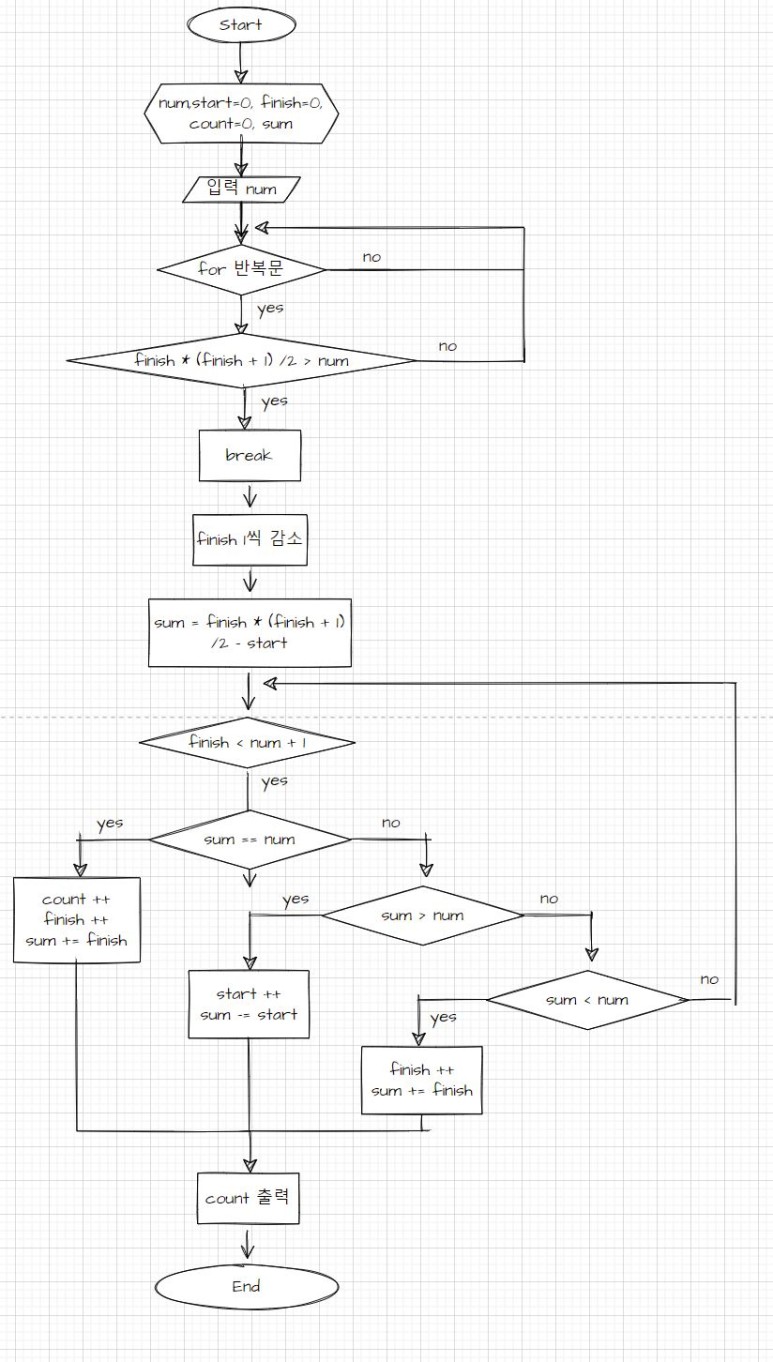 Start
num,start=0, finish=0,
count=0, sum
입력 num
for 반복문
no
yes
finish * (finish + 1) /2 > num
no
yes
break
finish 1씩 감소
sum = finish * (finish + 1)
/2 - start
finish < num + 1
yes
yes
sum == num
no
count ++
finish ++
sum += finish
yes
sum > num
no
start ++
sum -= start
sum < num
no
yes
finish ++
sum += finish
count 출력
End